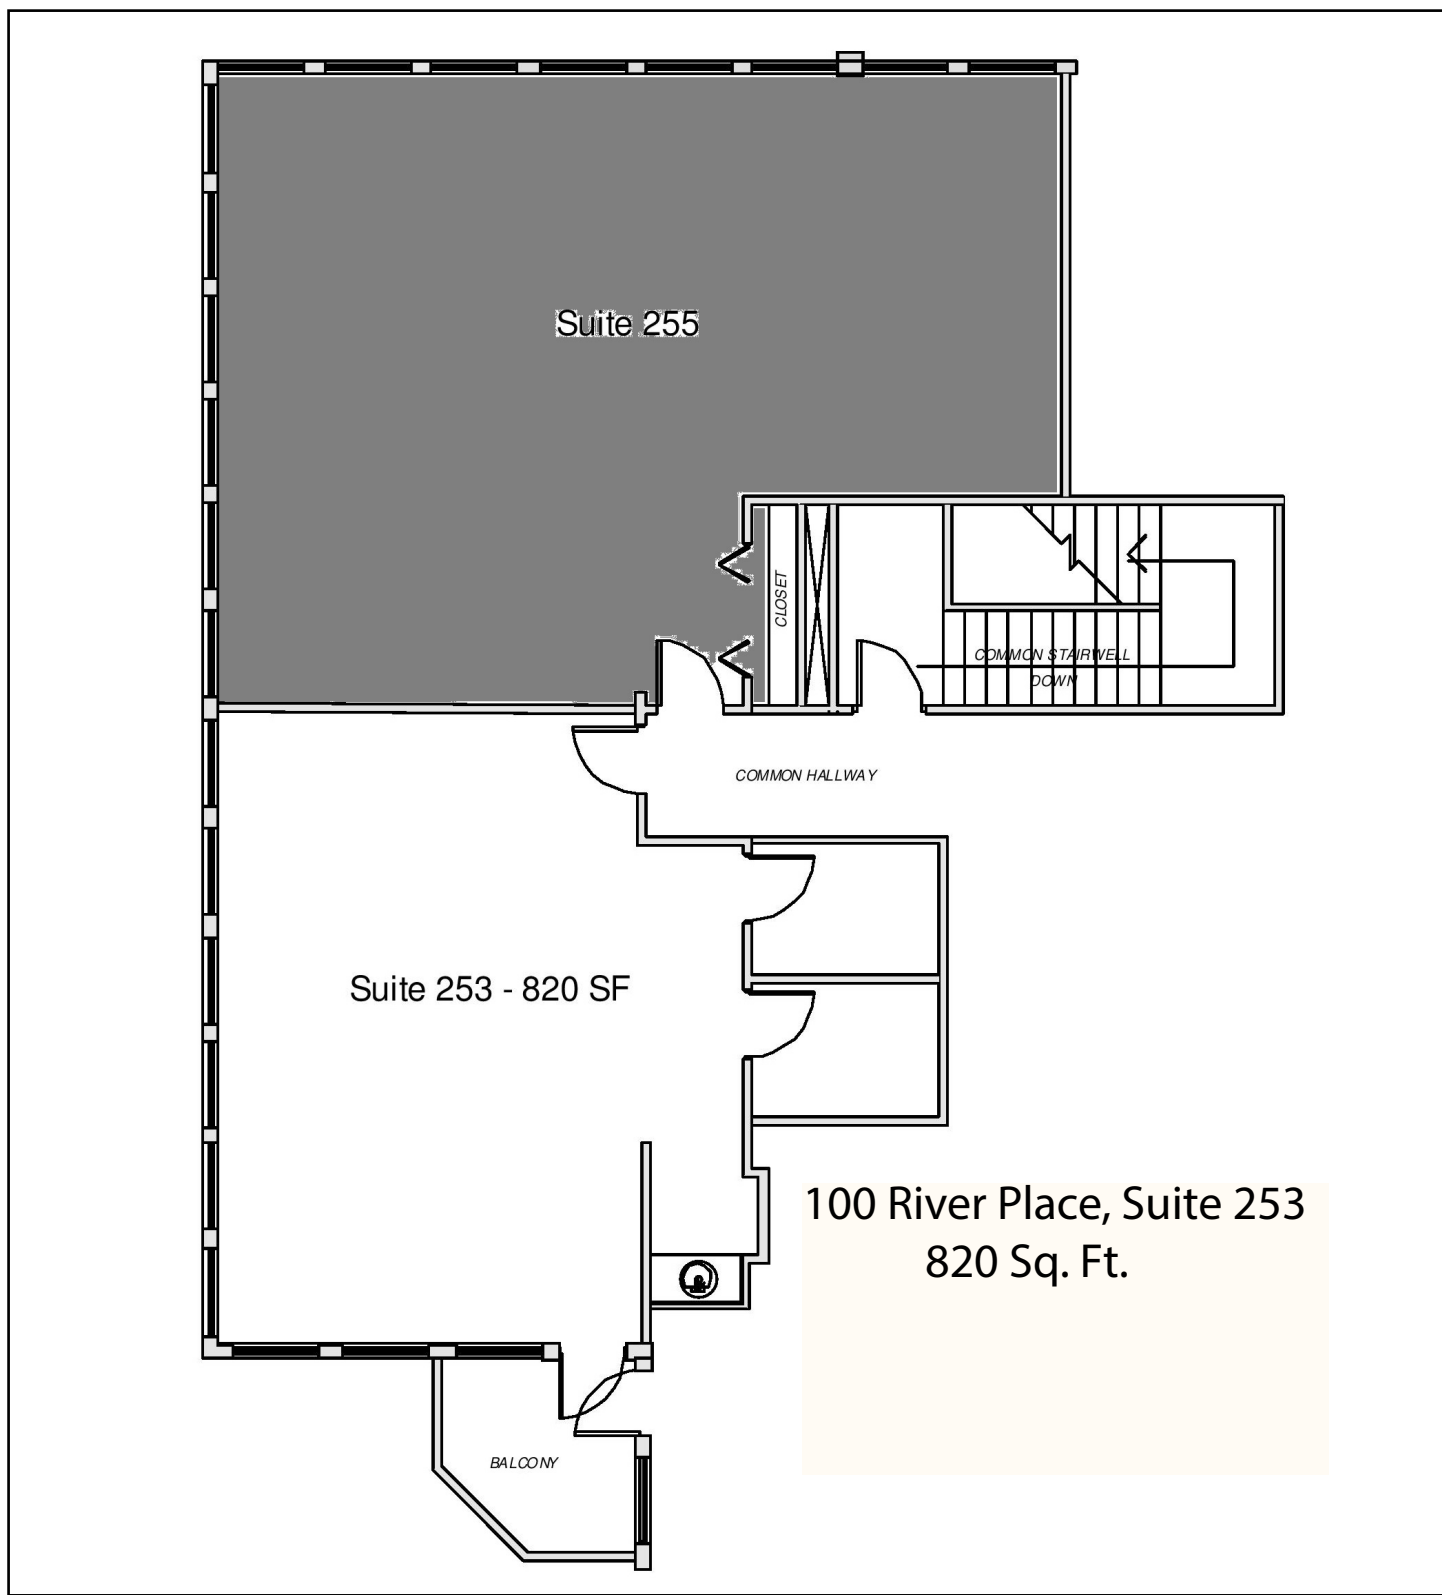 Suite 255
CLOSET
COMMON STAIRWELL
DOWN
COMMON HALLWAY
Suite 253 - 820 SF
100 River Place, Suite 253
820 Sq. Ft.
BALCONY